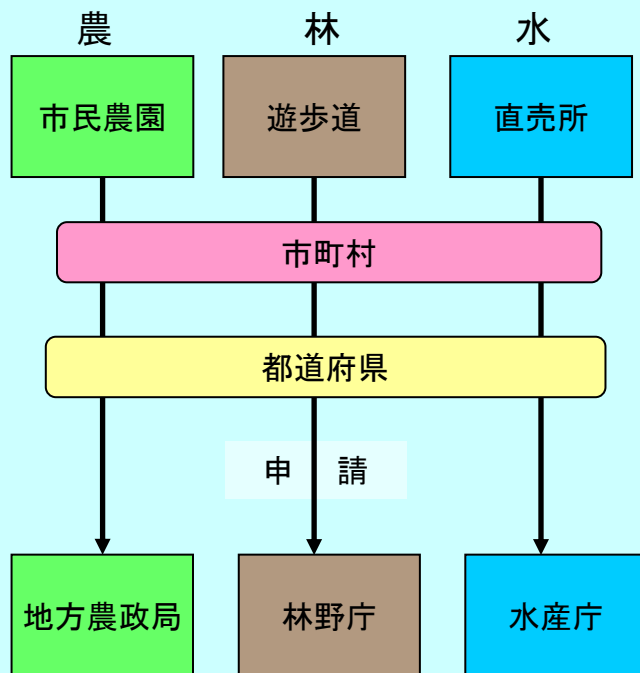 農 林 水
市民農園 遊歩道 直売所
市町村
都道府県
申 請
地方農政局 林野庁 水産庁